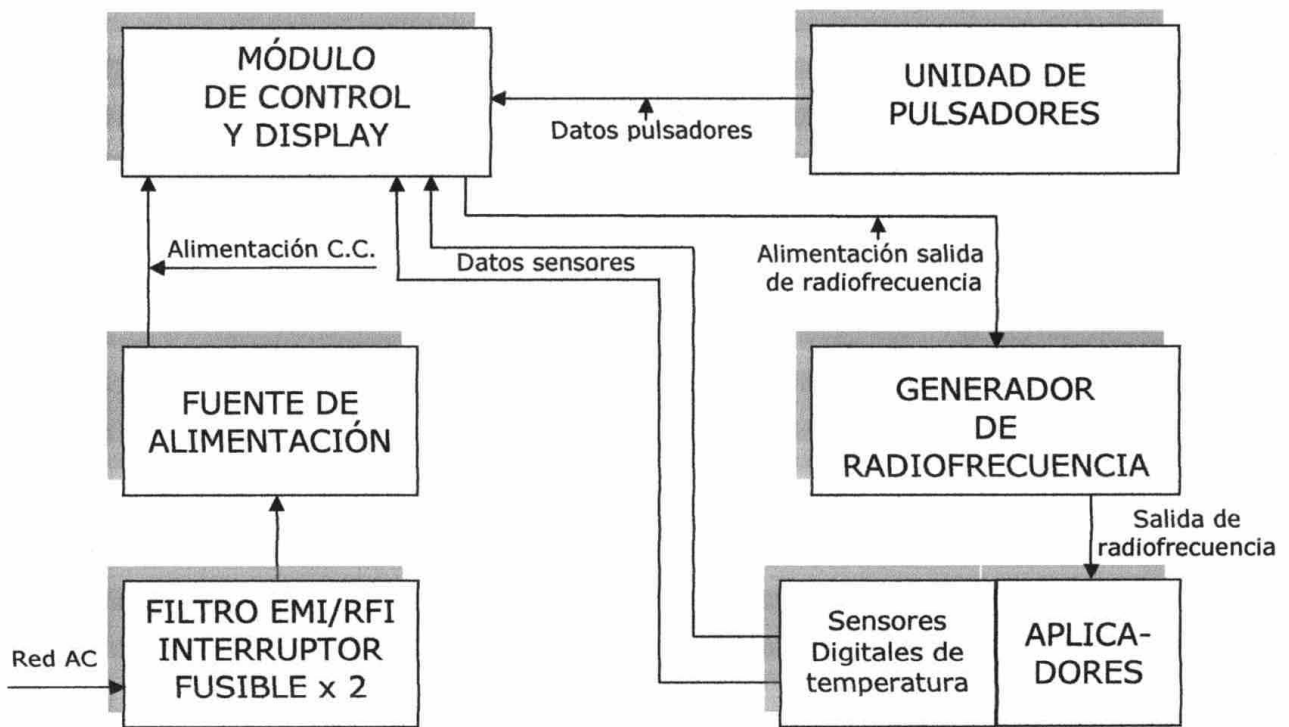 MÓDULO
DE CONTROL
Y DISPLAY
UNIDAD DE
PULSADORES
Datos pulsadores
Alimentación C.C.
Datos sensores
Alimentación salida
de radiofrecuencia
FUENTE DE
ALIMENTACIÓN
GENERADOR
DE
RADIOFRECUENCIA
Salida de
radiofrecuencia
FILTRO EMI/RFI
INTERRUPTOR
FUSIBLE x 2
Red AC
Sensores
Digitales de
temperatura
APLICA-
DORES